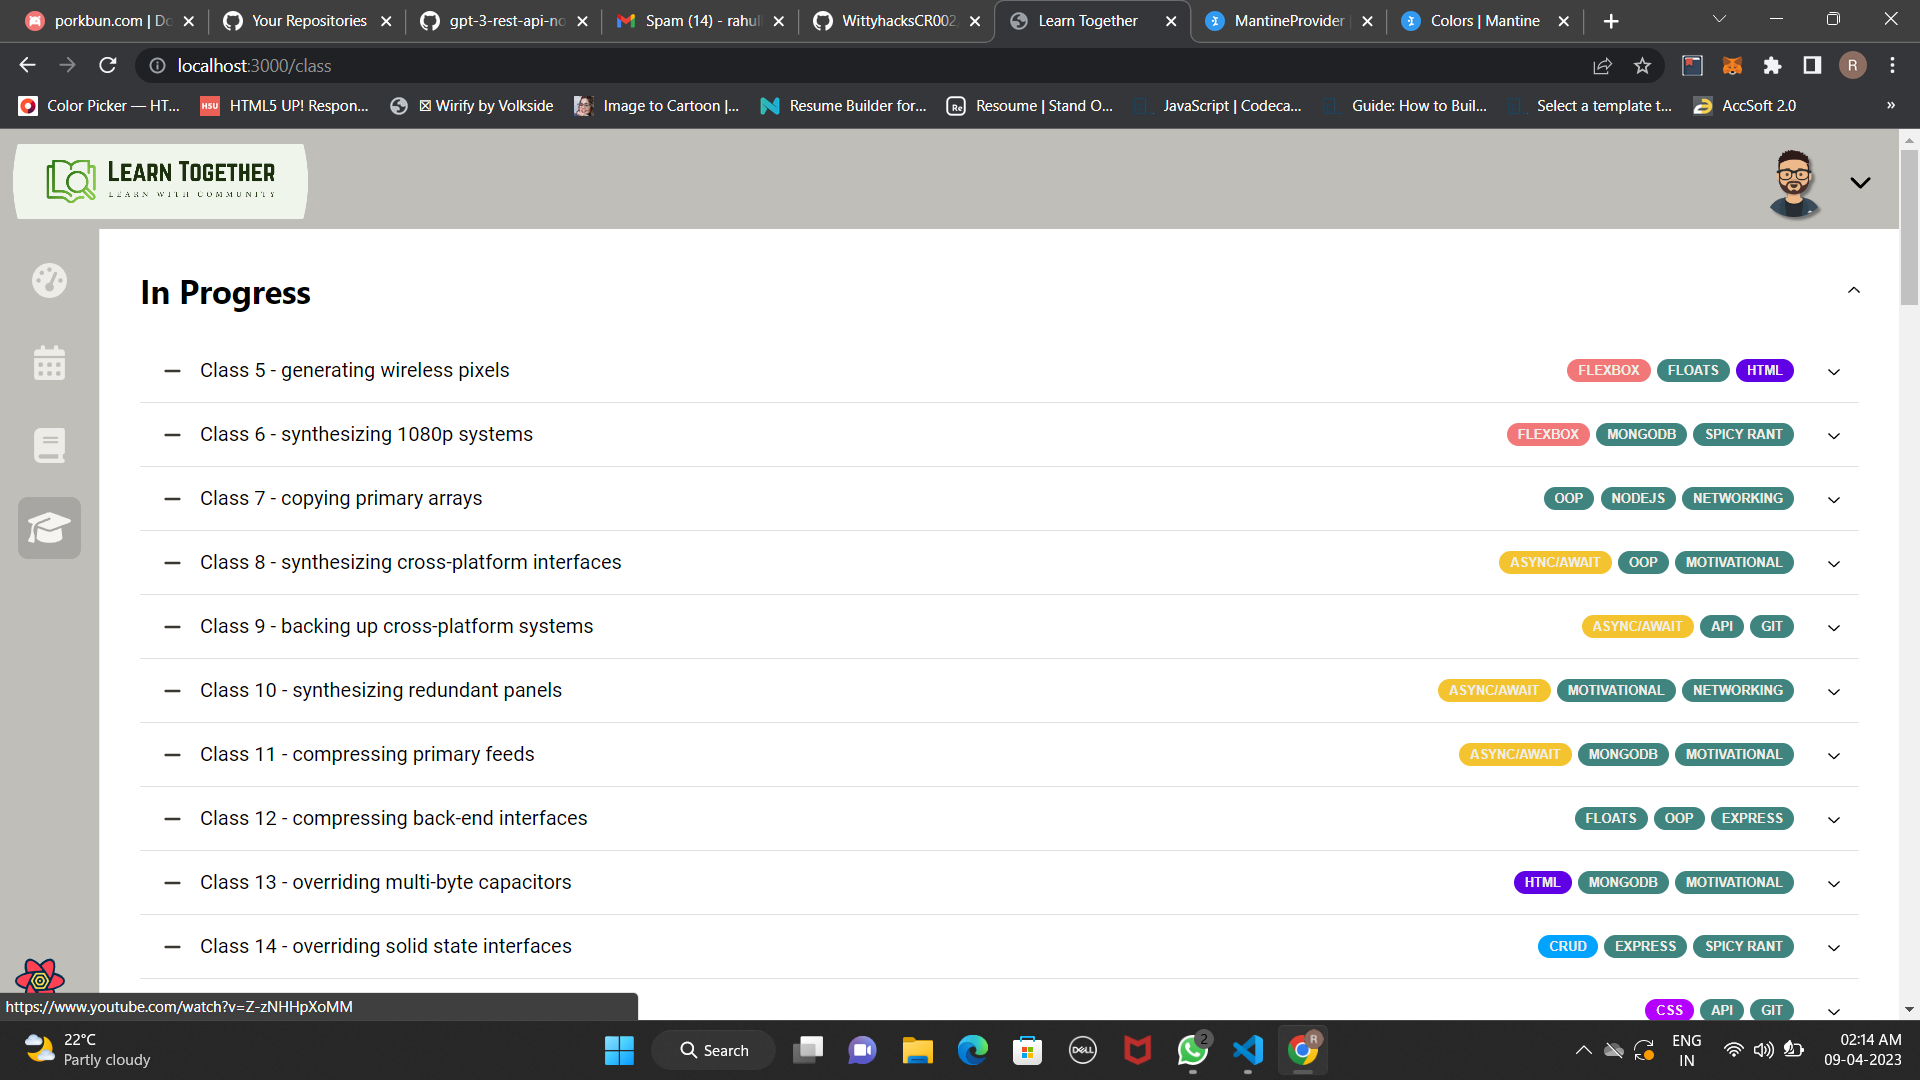 porkbun.com | Do
Your Repositories
gpt-3-rest-api-no
Spam (14) - rahul
WittyhacksCR002
Learn Together
MantineProvider |
Colors | Mantine
localhost:3000/class
R
Color Picker — HT...
HSU HTML5 UP! Respon...
☒ Wirify by Volkside
Image to Cartoon |...
Resume Builder for...
Re Resoume | Stand O...
JavaScript | Codeca...
Guide: How to Buil...
Select a template t...
AccSoft 2.0
»
LEARN TOGETHER
LEARN WITH COMMUNITY
In Progress
Class 5 - generating wireless pixels FLEXBOX FLOATS HTML
Class 6 - synthesizing 1080p systems FLEXBOX MONGODB SPICY RANT
Class 7 - copying primary arrays OOP NODEJS NETWORKING
Class 8 - synthesizing cross-platform interfaces ASYNC/AWAIT OOP MOTIVATIONAL
Class 9 - backing up cross-platform systems ASYNC/AWAIT API GIT
Class 10 - synthesizing redundant panels ASYNC/AWAIT MOTIVATIONAL NETWORKING
Class 11 - compressing primary feeds ASYNC/AWAIT MONGODB MOTIVATIONAL
Class 12 - compressing back-end interfaces FLOATS OOP EXPRESS
Class 13 - overriding multi-byte capacitors HTML MONGODB MOTIVATIONAL
Class 14 - overriding solid state interfaces CRUD EXPRESS SPICY RANT
CSS API GIT
https://www.youtube.com/watch?v=Z-zNHHpXoMM
22°C
Partly cloudy
Search
DELL
2
R
ENG
IN
02:14 AM
09-04-2023